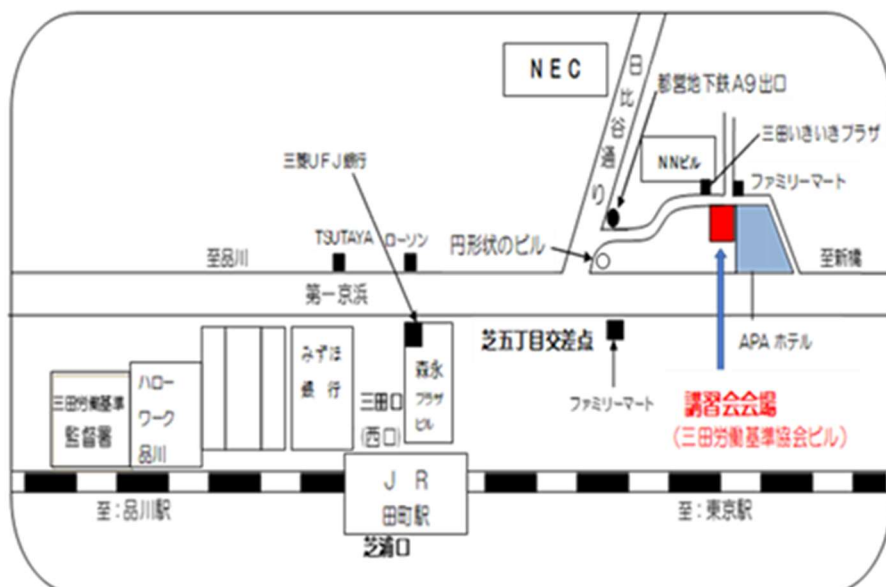 NEC
日比谷通り
都営地下鉄A9出口
三田いきいきプラザ
NNビル
ファミリーマート
三菱UFJ銀行
TSUTAYA
ローソン
円形状のビル
至品川
至新橋
第一京浜
芝五丁目交差点
APAホテル
みずほ
銀行
森永
プラザ
ビル
三田口
(西口)
ファミリーマート
講習会会場
(三田労働基準協会ビル)
三田労働基準
監督署
ハロー
ワーク
品川
JR
田町駅
至:品川駅
至:東京駅
芝浦口